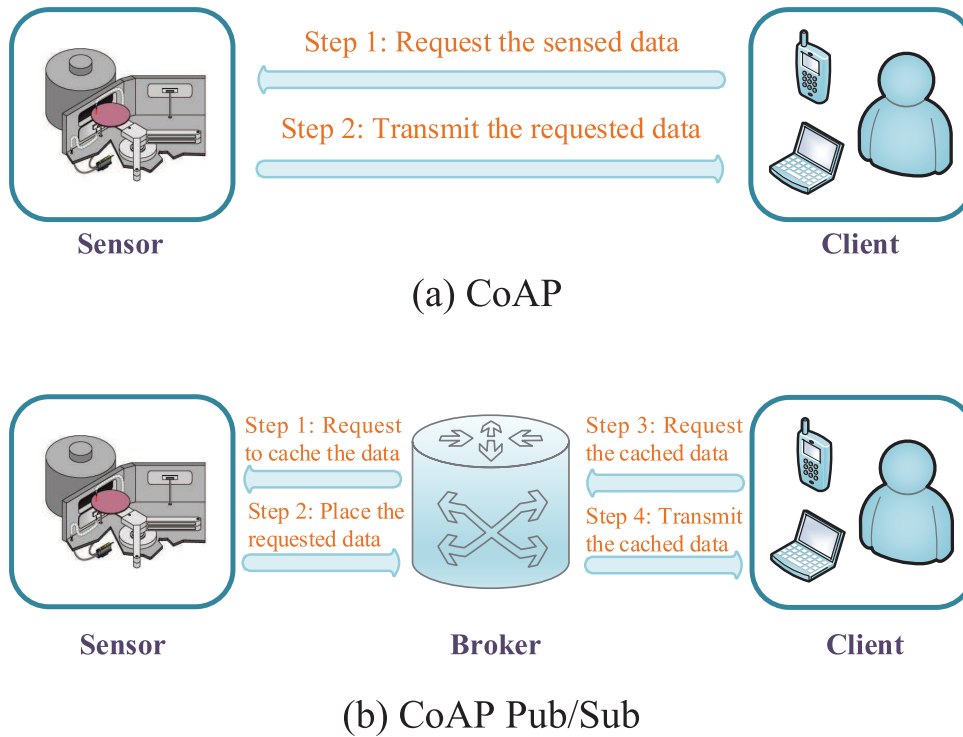 Step 1: Request the sensed data
Step 2: Transmit the requested data
Sensor
Client
(a) CoAP
Step 1: Request
to cache the data
Step 2: Place the
requested data
Step 3: Request
the cached data
Step 4: Transmit
the cached data
Sensor
Broker
Client
(b) CoAP Pub/Sub